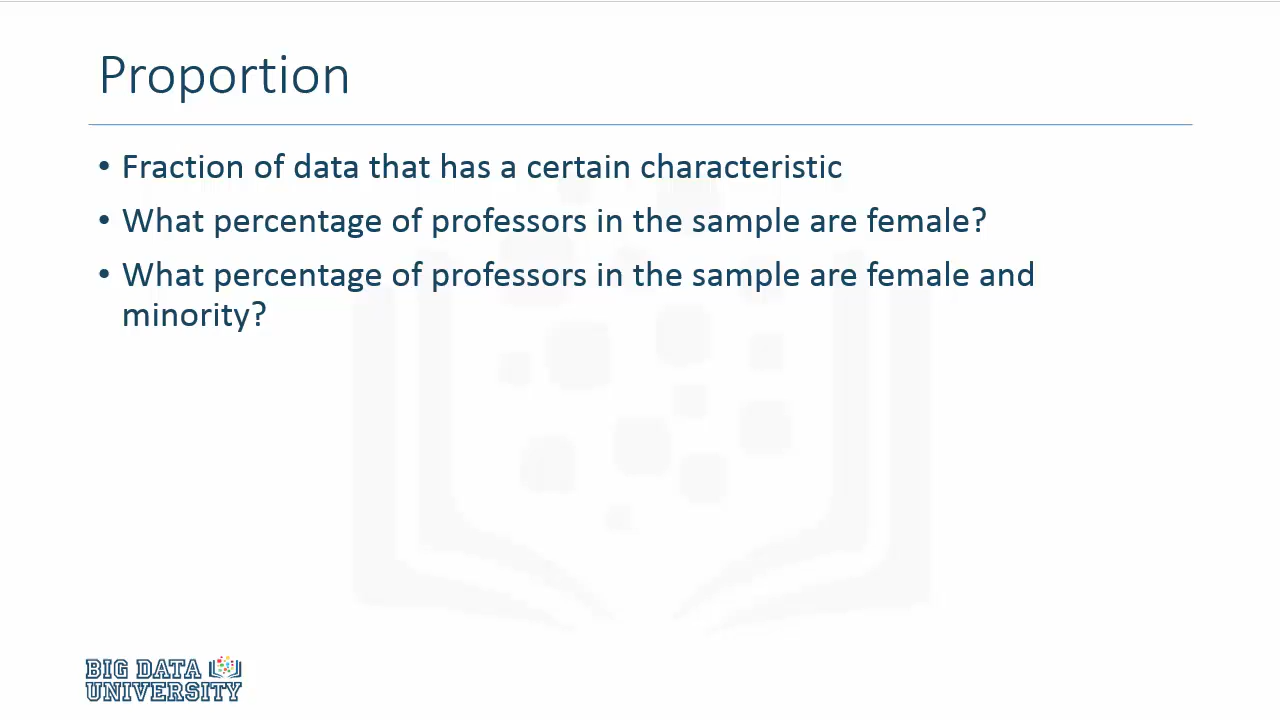 Proportion
• Fraction of data that has a certain characteristic
• What percentage of professors in the sample are female?
• What percentage of professors in the sample are female and
minority?
BIG DATA
UNIVERSITY